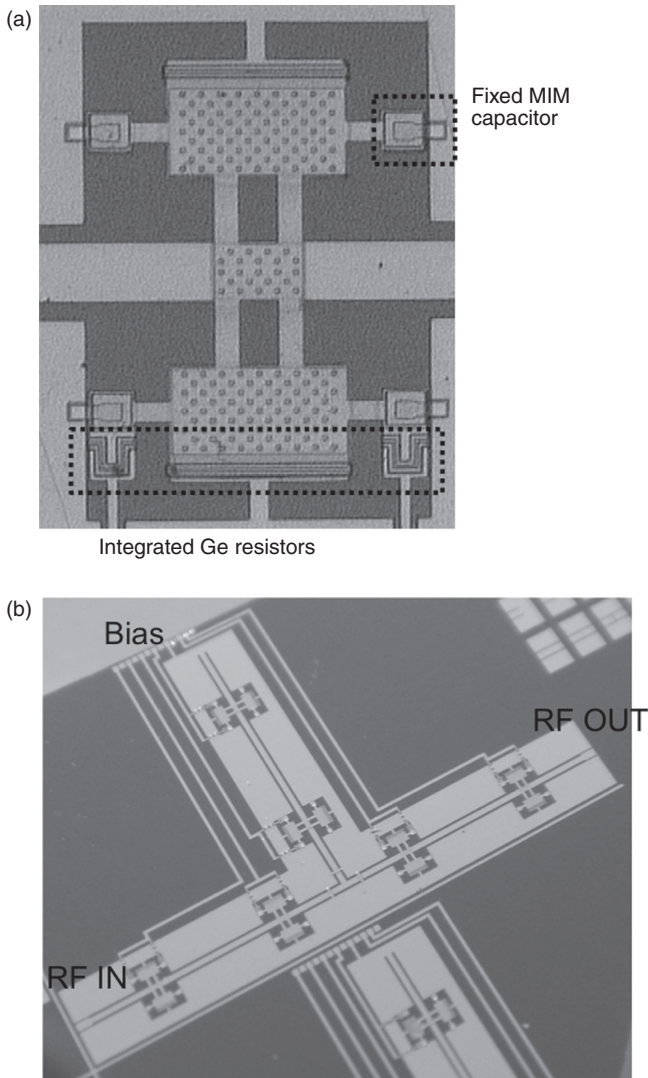 (a)
Fixed MIM
capacitor
Integrated Ge resistors
(b)
Bias
RF OUT
RF IN